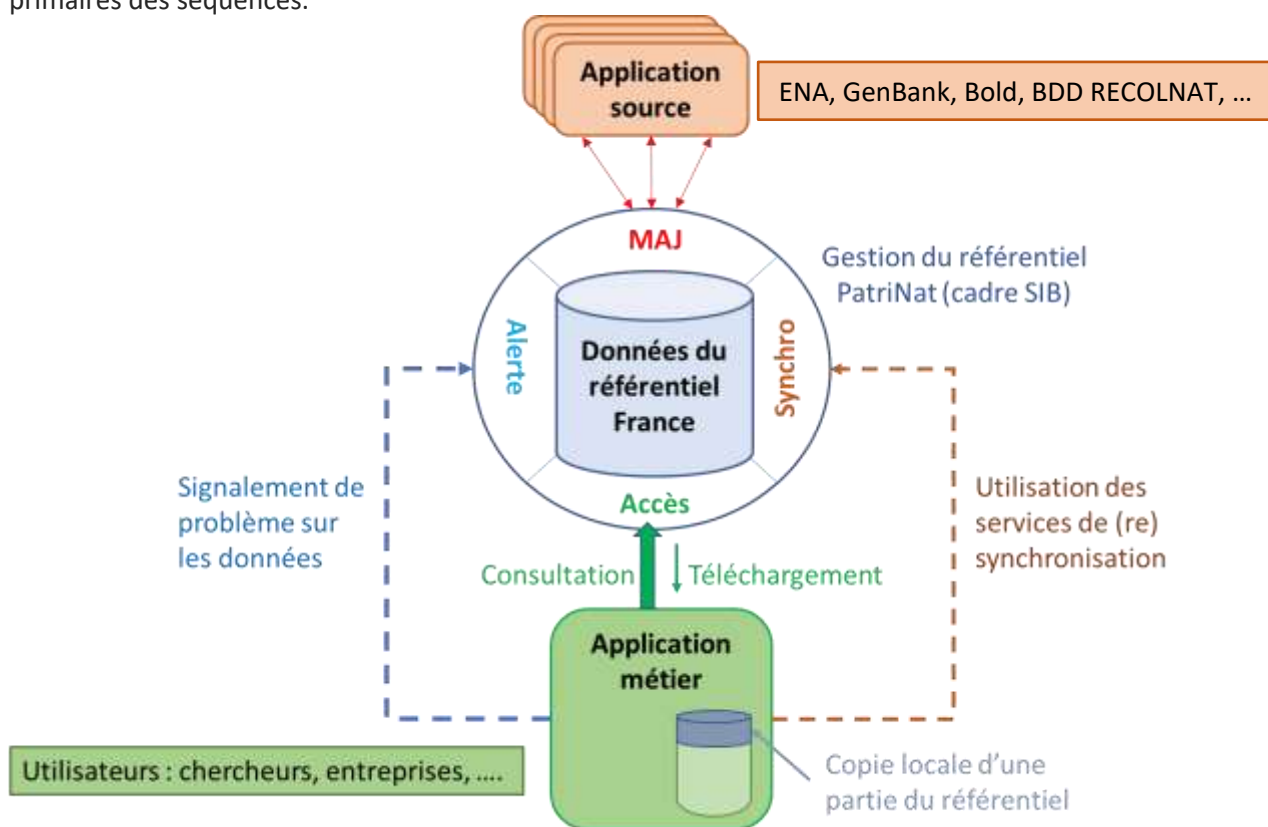 primaires des séquences.
Application
source
ENA, GenBank, Bold, BDD RECOLNAT, ...
MAJ
Gestion du référentiel
PatriNat (cadre SIB)
Alerte
Données du
référentiel
France
Synchro
Accès
Signalement de
problème sur
les données
Utilisation des
services de (re)
synchronisation
Consultation
Téléchargement
Application
métier
Utilisateurs : chercheurs, entreprises, ....
Copie locale d'une
partie du référentiel